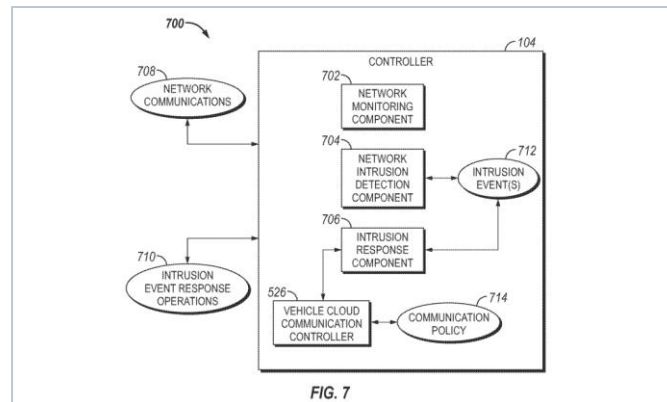 700
104
CONTROLLER
708
NETWORK
COMMUNICATIONS
702
NETWORK
MONITORING
COMPONENT
704
NETWORK
INTRUSION
DETECTION
COMPONENT
712
INTRUSION
EVENT(S)
706
INTRUSION
RESPONSE
COMPONENT
710
INTRUSION
EVENT RESPONSE
OPERATIONS
526
VEHICLE CLOUD
COMMUNICATION
CONTROLLER
714
COMMUNICATION
POLICY
FIG. 7